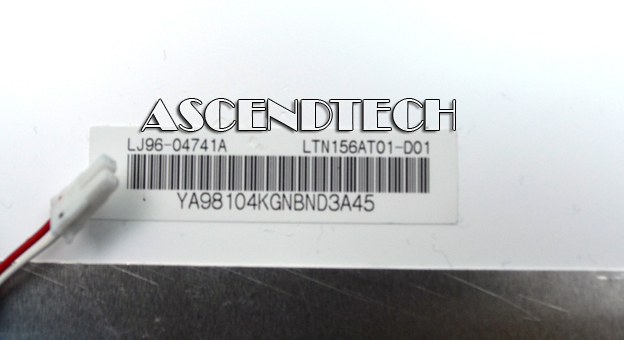 ASCENDTECH
LJ96-04741A LTN156AT01-D01
YA98104KGNBND3A45